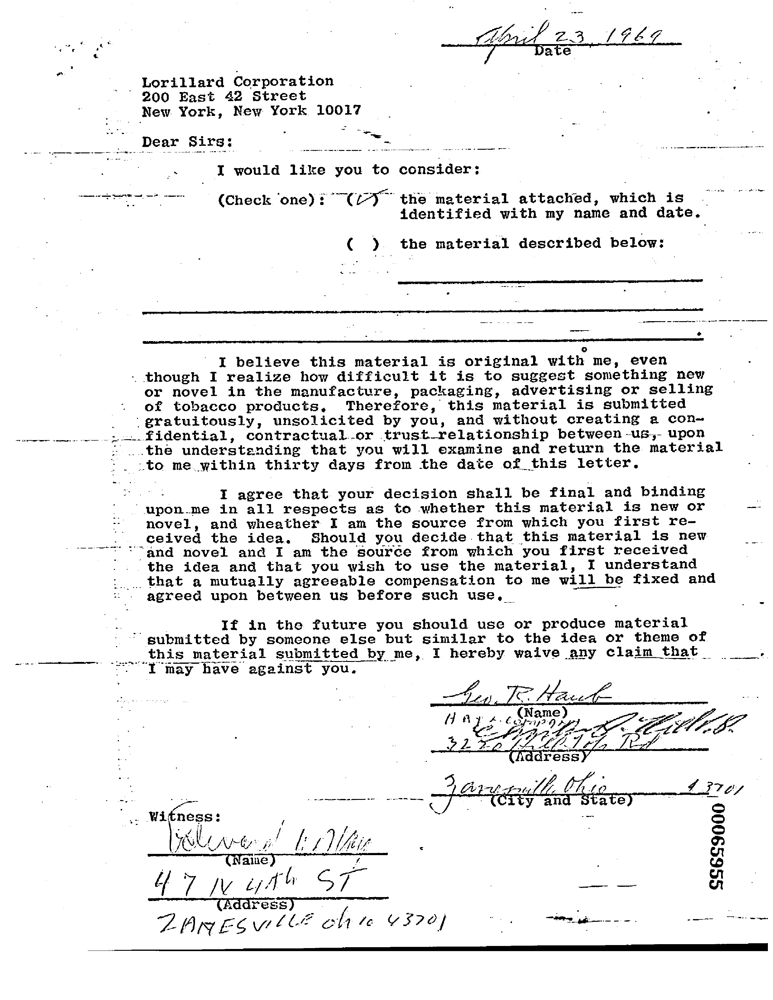 April 23, 1969
Date
Lorillard Corporation
200 East 42 Street
New York, New York 10017
Dear Sirs:
I would like you to consider:
(Check one): (✓) the material attached, which is
identified with my name and date.
( ) the material described below:
I believe this material is original with me, even
though I realize how difficult it is to suggest something new
or novel in the manufacture, packaging, advertising or selling
of tobacco products. Therefore, this material is submitted
gratuitously, unsolicited by you, and without creating a con-
fidential, contractual or trust relationship between us, upon
the understanding that you will examine and return the material
to me within thirty days from the date of this letter.
I agree that your decision shall be final and binding
upon me in all respects as to whether this material is new or
novel, and wheather I am the source from which you first re-
ceived the idea. Should you decide that this material is new
and novel and I am the source from which you first received
the idea and that you wish to use the material, I understand
that a mutually agreeable compensation to me will be fixed and
agreed upon between us before such use.
If in the future you should use or produce material
submitted by someone else but similar to the idea or theme of
this material submitted by me, I hereby waive any claim that
I may have against you.
Geo. R. Haub
(Name)
Rd
(Address)
Zanesville, Ohio 43701
(City and State)
Witness:
(Name)
47 N 4th ST
(Address)
ZANESVILLE Ohio 43701
00065955